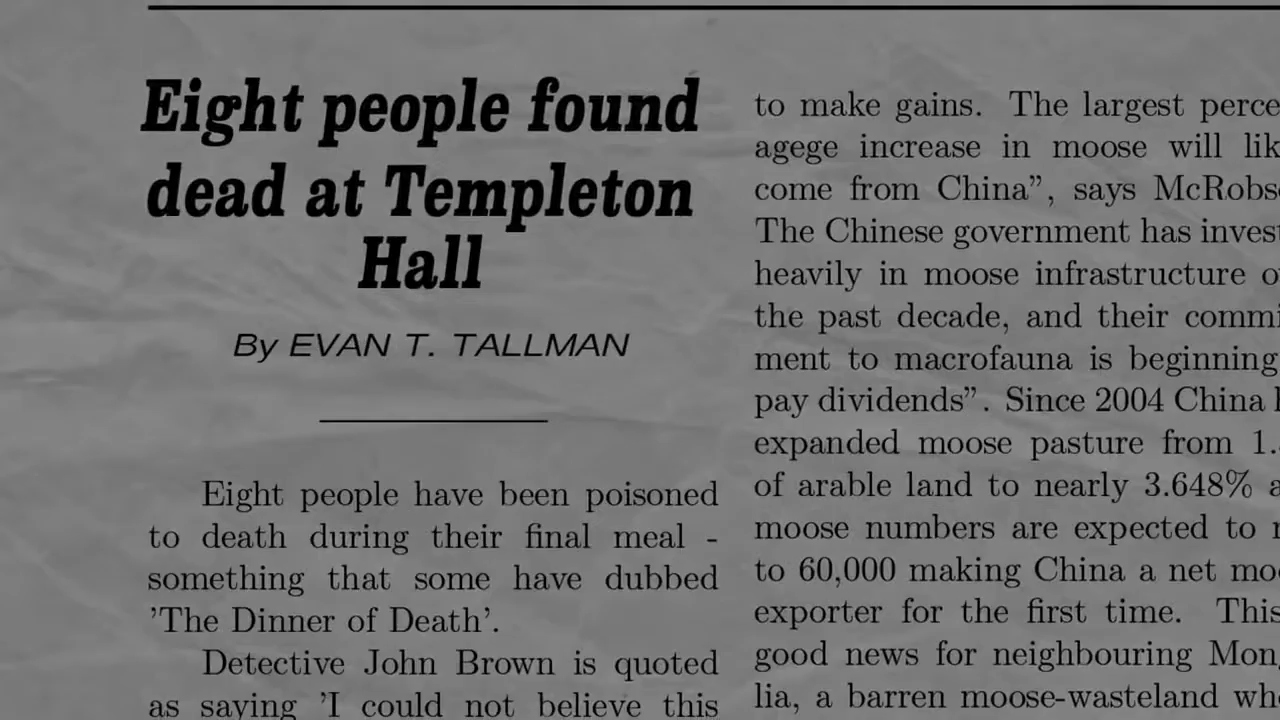 Eight people found
dead at Templeton
Hall
By EVAN T. TALLMAN
Eight people have been poisoned
to death during their final meal -
something that some have dubbed
'The Dinner of Death'.
Detective John Brown is quoted
as saying 'I could not believe this
to make gains. The largest perce
agege increase in moose will lik
come from China”, says McRobs
The Chinese government has invest
heavily in moose infrastructure o
the past decade, and their commi
ment to macrofauna is beginning
pay dividends”. Since 2004 China
expanded moose pasture from 1.
of arable land to nearly 3.648% a
moose numbers are expected to
to 60,000 making China a net mo
exporter for the first time. This
good news for neighbouring Mon
lia, a barren moose-wasteland wh